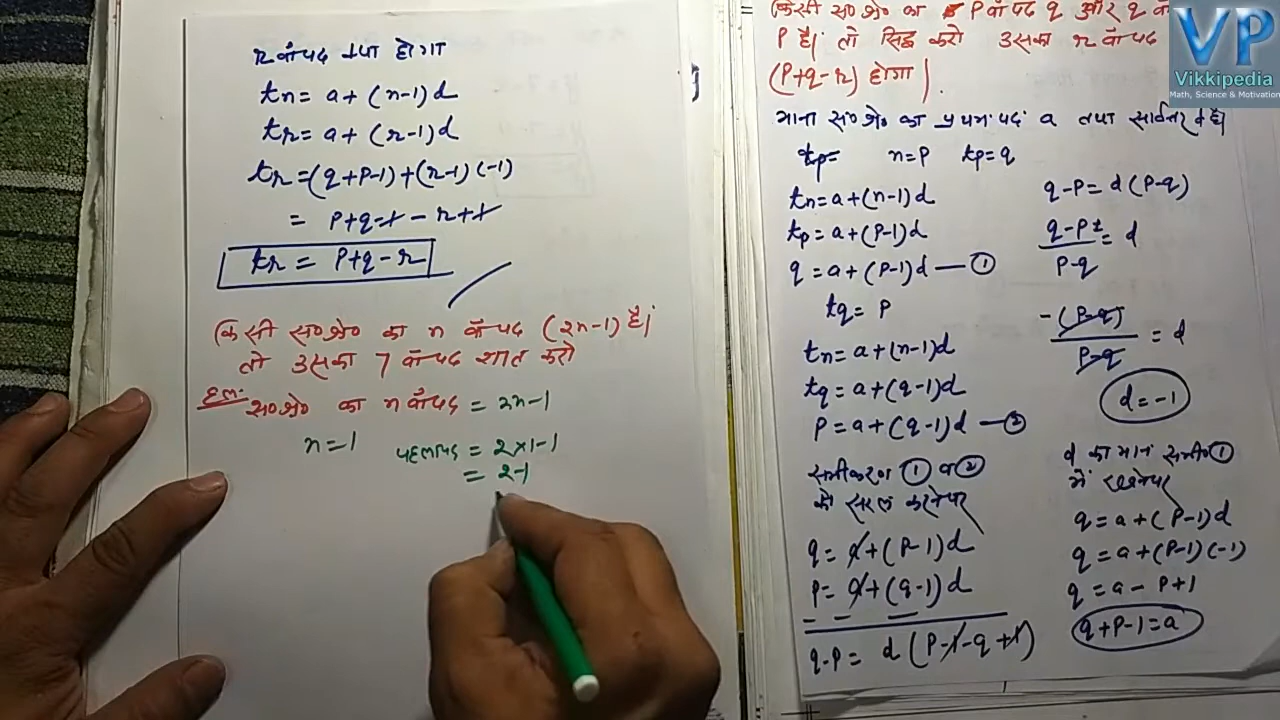 r वाँ पद क्या होगा
tn = a + (n-1)d
tr = a + (r-1)d
tr = (q+p-1)+(r-1)(-1)
= p+q-1-r+1
tr = p+q-r
किसी स०श्रे० का n वाँ पद (2n-1) है।
तो उसका 7 वाँ पद ज्ञात करो
हल:- स०श्रे० का n वाँ पद = 2n-1
n=1 पहला पद = 2×1-1
= 2-1
किसी स०श्रे० का p वाँ पद q और q वाँ
p है। तो सिद्ध करो उसका r वाँ पद
(p+q-r) होगा।
माना स०श्रे० का प्रथम पद a तथा सार्वान्तर d है।
tp= n=p tp=q
tn = a+(n-1)d
tp = a+(p-1)d
q = a+(p-1)d — ①
tq = p
tn = a+(n-1)d
tq = a+(q-1)d
p = a+(q-1)d — ②
समीकरण ① व ②
को सरल करने पर
q = a+(p-1)d
p = a+(q-1)d
q-p = d(p-1-q+1)
q-p = d(p-q)
q-p = d
p-q
-(p-q) = d
p-q
d = -1
d का मान समी० ①
में रखने पर
q = a+(p-1)d
q = a+(p-1)(-1)
q = a-p+1
q+p-1=a
VP
Vikkipedia
Math, Science & Motivation